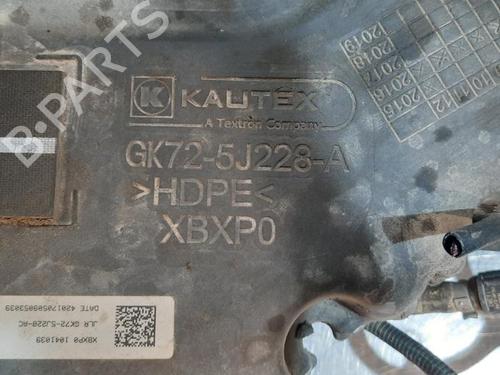 K KAUTEX
A Textron Company
GK72-5J228-A
>HDPE<
XBXP0
B-PARTS
2015
2016
2017
2018
2019
10 11 12
DATE 420170509053039
JLR GK72-5J228-AC
XBXP0 1041039